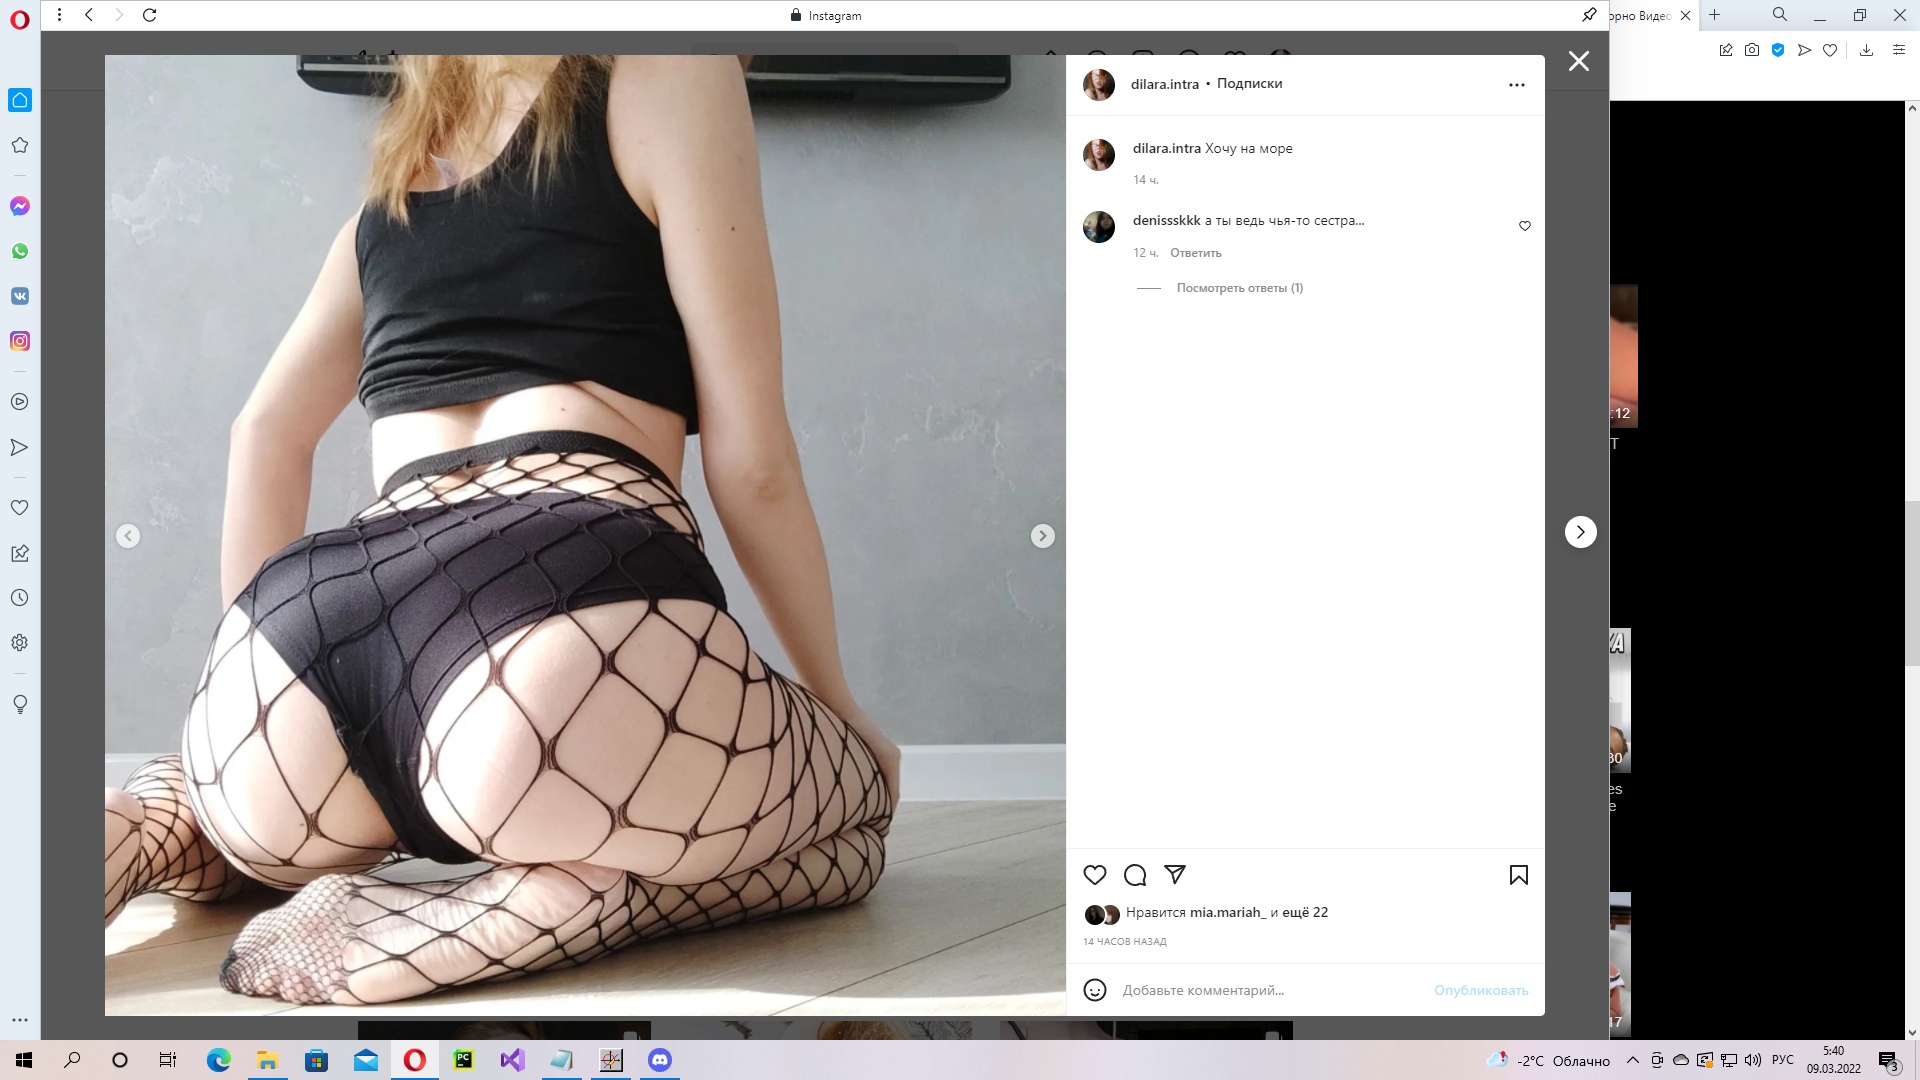 Instagram
орно Видео
dilara.intra • Подписки
dilara.intra Хочу на море
14 ч.
denissskkk а ты ведь чья-то сестра...
12 ч. Ответить
Посмотреть ответы (1)
:12
T
30
es
e
17
Нравится mia.mariah_ и ещё 22
14 ЧАСОВ НАЗАД
Добавьте комментарий...
Опубликовать
PC
-2°C Облачно
РУС
5:40
09.03.2022
3